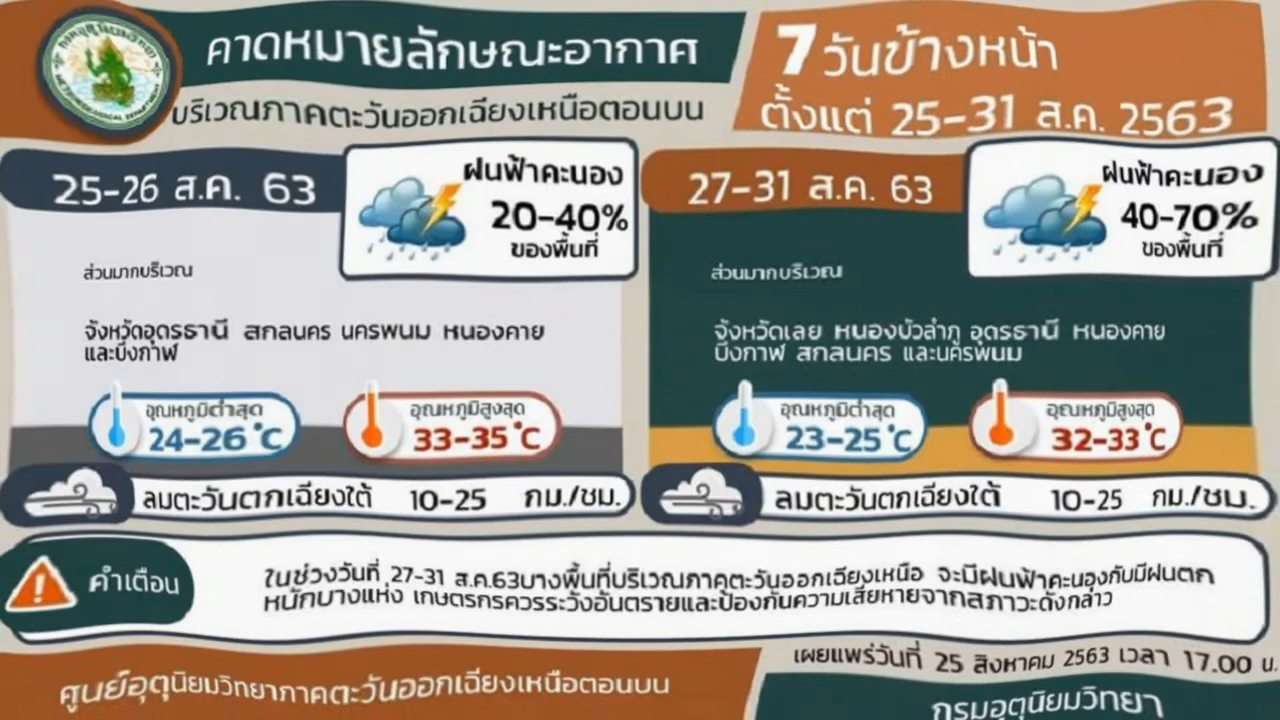 คาดหมายลักษณะอากาศ
บริเวณภาคตะวันออกเฉียงเหนือตอนบน
7 วันข้างหน้า
ตั้งแต่ 25-31 ส.ค. 2563
25-26 ส.ค. 63
ฝนฟ้าคะนอง
20-40%
ของพื้นที่
ส่วนมากบริเวณ
จังหวัดอุดรธานี สกลนคร นครพนม หนองคาย
และบึงกาฬ
อุณหภูมิต่ำสุด
24-26 °C
อุณหภูมิสูงสุด
33-35 °C
ลมตะวันตกเฉียงใต้ 10-25 กม./ชม.
27-31 ส.ค. 63
ฝนฟ้าคะนอง
40-70%
ของพื้นที่
ส่วนมากบริเวณ
จังหวัดเลย หนองบัวลำภู อุดรธานี หนองคาย
บึงกาฬ สกลนคร และนครพนม
อุณหภูมิต่ำสุด
23-25 °C
อุณหภูมิสูงสุด
32-33 °C
ลมตะวันตกเฉียงใต้ 10-25 กม./ชม.
คำเตือน
ในช่วงวันที่ 27-31 ส.ค.63บางพื้นที่บริเวณภาคตะวันออกเฉียงเหนือ จะมีฝนฟ้าคะนองกับมีฝนตก
หนักบางแห่ง เกษตรกรควรระวังอันตรายและป้องกันความเสียหายจากสภาวะดังกล่าว
ศูนย์อุตุนิยมวิทยาภาคตะวันออกเฉียงเหนือตอนบน
เผยแพร่วันที่ 25 สิงหาคม 2563 เวลา 17.00 น.
กรมอุตุนิยมวิทยา